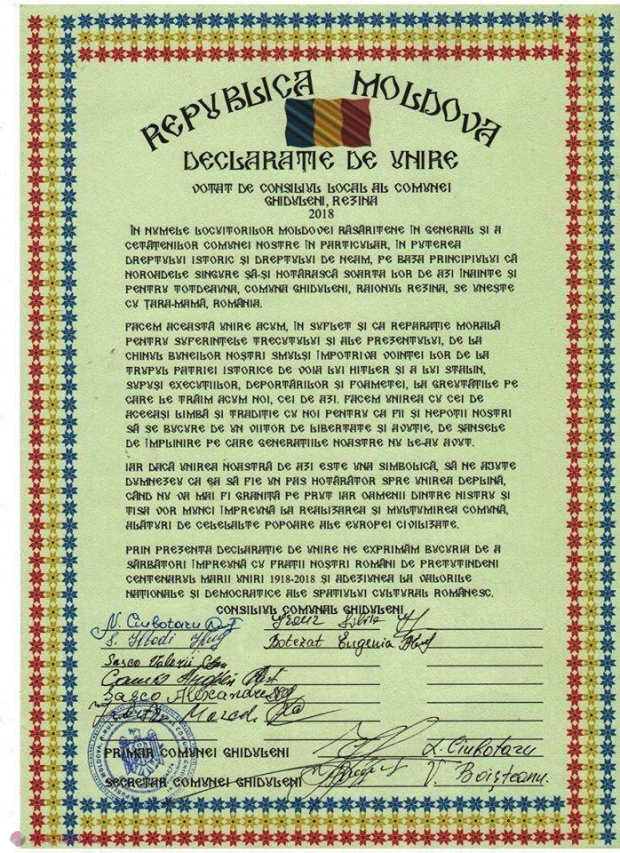 REPUBLICA MOLDOVA
DECLARAȚIE DE UNIRE
VOTAT DE CONSILIUL LOCAL AL COMUNEI
GHIDULENI, REZINA
2018
ÎN NUMELE LOCUITORILOR MOLDOVEI RĂSĂRITENE ÎN GENERAL ȘI A
CETĂȚENILOR COMUNEI NOSTRE ÎN PARTICULAR, ÎN PUTEREA
DREPTULUI ISTORIC ȘI DREPTULUI DE NEAM, PE BAZA PRINCIPIULUI CĂ
NOROADELE SINGURE SĂ-ȘI HOTĂRASCĂ SOARTA LOR DE AZI ÎNAINTE ȘI
PENTRU TOTDEAUNA, COMUNA GHIDULENI, RAIONUL REZINA, SE UNEȘTE
CU ȚARA-MAMĂ, ROMÂNIA.
FACEM ACEASTĂ UNIRE ACUM, ÎN SUFLET ȘI CA REPARAȚIE MORALĂ
PENTRU SUFERINȚELE TRECUTULUI ȘI ALE PREZENTULUI, DE LA
CHINUL BUNEILOR NOȘTRI SMULȘI ÎMPOTRIVA VOINȚEI LOR DE LA
TRUPUL PATRIEI ISTORICE DE VOIA LUI HITLER ȘI A LUI STALIN,
SUPUȘI EXECUȚIILOR, DEPORTĂRILOR ȘI FOAMETEI, LA GREUTĂȚILE PE
CARE LE TRĂIM ACUM NOI, CEI DE AZI. FACEM UNIREA CU CEI DE
ACEEAȘI LIMBĂ ȘI TRADIȚIE CU NOI PENTRU CA FII ȘI NEPOȚII NOȘTRI
SĂ SE BUCURE DE UN VIITOR DE LIBERTATE ȘI AVUȚIE, DE ȘANSELE
DE ÎMPLINIRE PE CARE GENERAȚIILE NOASTRE NU LE-AU AVUT.
IAR DACĂ UNIREA NOASTRĂ DE AZI ESTE UNA SIMBOLICĂ, SĂ NE AJUTE
DUMNEZEU CA EA SĂ FIE UN PAS HOTĂRÂTOR SPRE UNIREA DEPLINĂ,
CÂND NU VA MAI FI GRANIȚĂ PE PRUT IAR OAMENII DINTRE NISTRU ȘI
TISA VOR MUNCI ÎMPREUNĂ LA REALIZAREA ȘI MULȚUMIREA COMUNĂ,
ALĂTURI DE CELELALTE POPOARE ALE EUROPEI CIVILIZATE.
PRIN PREZENTA DECLARAȚIE DE UNIRE NE EXPRIMĂM BUCURIA DE A
SĂRBĂTORI ÎMPREUNĂ CU FRAȚII NOȘTRI ROMÂNI DE PRETUTINDENI
CENTENARUL MARII UNIRI 1918-2018 ȘI ADEZIUNEA LA VALORILE
NAȚIONALE ȘI DEMOCRATICE ALE SPAȚIULUI CULTURAL ROMÂNESC.
CONSILIUL COMUNAL GHIDULENI
N. Ciubotaru
Silvia
S.
Botezat Eugenia
Sașco Valerii
Sașco Alexandru
PRIMAR COMUNEI GHIDULENI
L. Ciubotaru
SECRETAR COMUNEI GHIDULENI
V. Boișteanu.